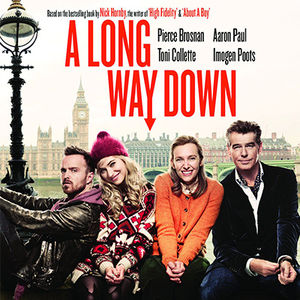 Based on the bestselling book by Nick Hornby, the writer of 'High Fidelity' & 'About A Boy'
A LONG
WAY DOWN
Pierce Brosnan Aaron Paul
Toni Collette Imogen Poots